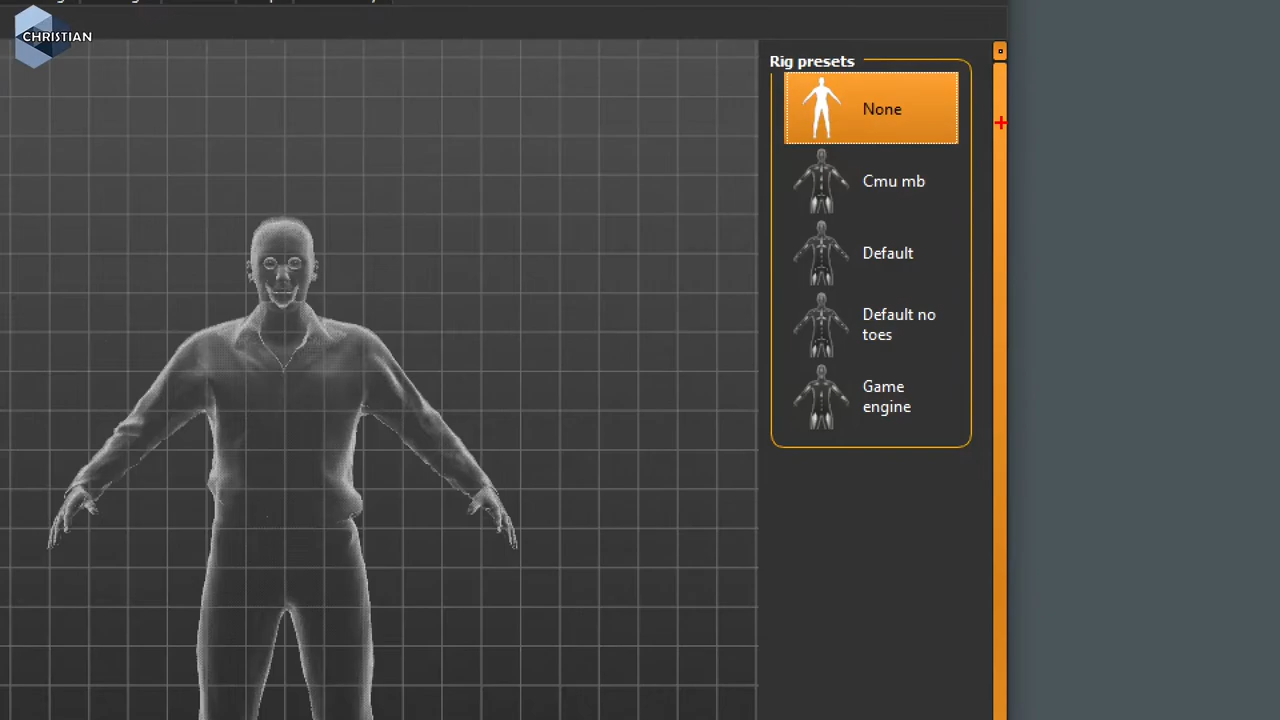 CHRISTIAN
Rig presets
None
Cmu mb
Default
Default no
toes
Game
engine